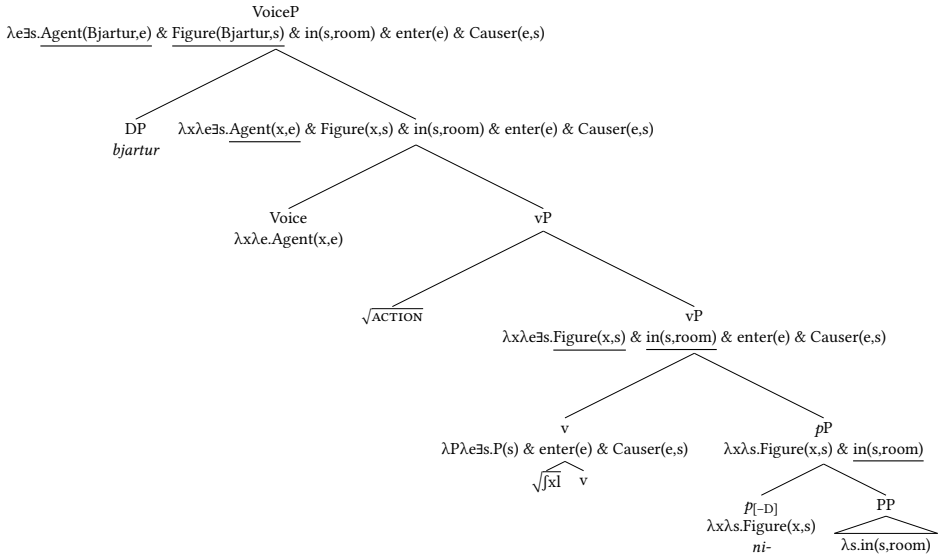 VoiceP
λe∃s.Agent(Bjartur,e) & Figure(Bjartur,s) & in(s,room) & enter(e) & Causer(e,s)
DP
bjartur
λxλe∃s.Agent(x,e) & Figure(x,s) & in(s,room) & enter(e) & Causer(e,s)
Voice
λxλe.Agent(x,e)
vP
√ACTION
vP
λxλe∃s.Figure(x,s) & in(s,room) & enter(e) & Causer(e,s)
v
λPλe∃s.P(s) & enter(e) & Causer(e,s)
√ʃxl v
pP
λxλs.Figure(x,s) & in(s,room)
p[–D]
λxλs.Figure(x,s)
ni-
PP
λs.in(s,room)